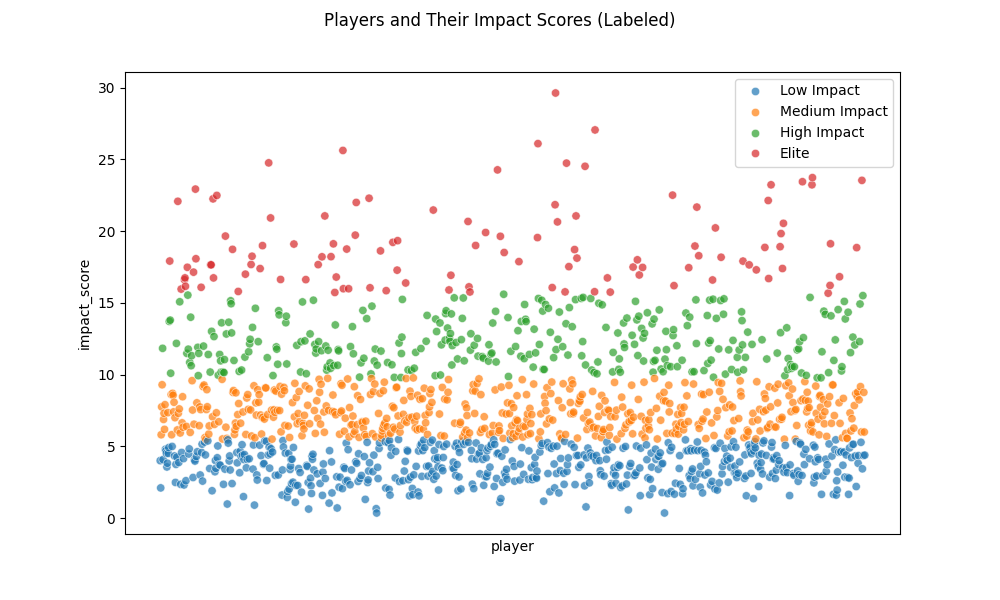 Players and Their Impact Scores (Labeled)
Low Impact
Medium Impact
High Impact
Elite
30
25
20
15
10
5
0
impact_score
player